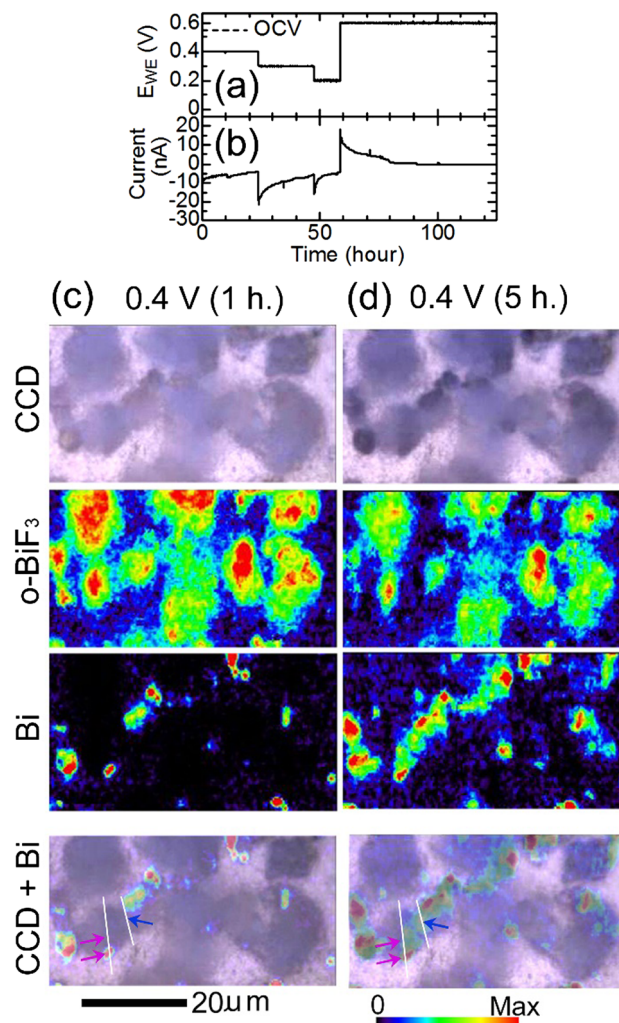 0.6
OCV
0.4
0.2
0
E_WE (V)
(a)
20
10
0
-10
-20
-30
Current
(nA)
(b)
0 50 100
Time (hour)
(c) 0.4 V (1 h.) (d) 0.4 V (5 h.)
CCD
o-BiF₃
Bi
CCD + Bi
20μm
0 Max